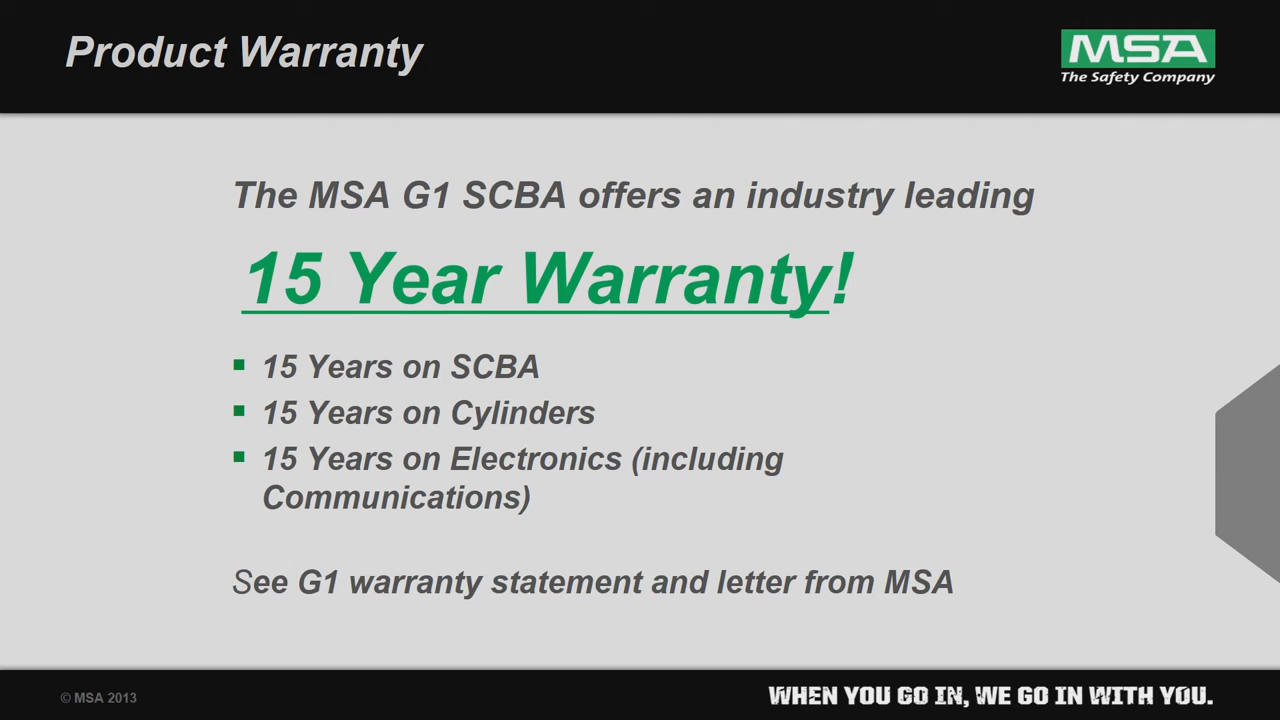 Product Warranty
MSA
The Safety Company
The MSA G1 SCBA offers an industry leading
15 Year Warranty!
▪ 15 Years on SCBA
▪ 15 Years on Cylinders
▪ 15 Years on Electronics (including
Communications)
See G1 warranty statement and letter from MSA
© MSA 2013
WHEN YOU GO IN, WE GO IN WITH YOU.